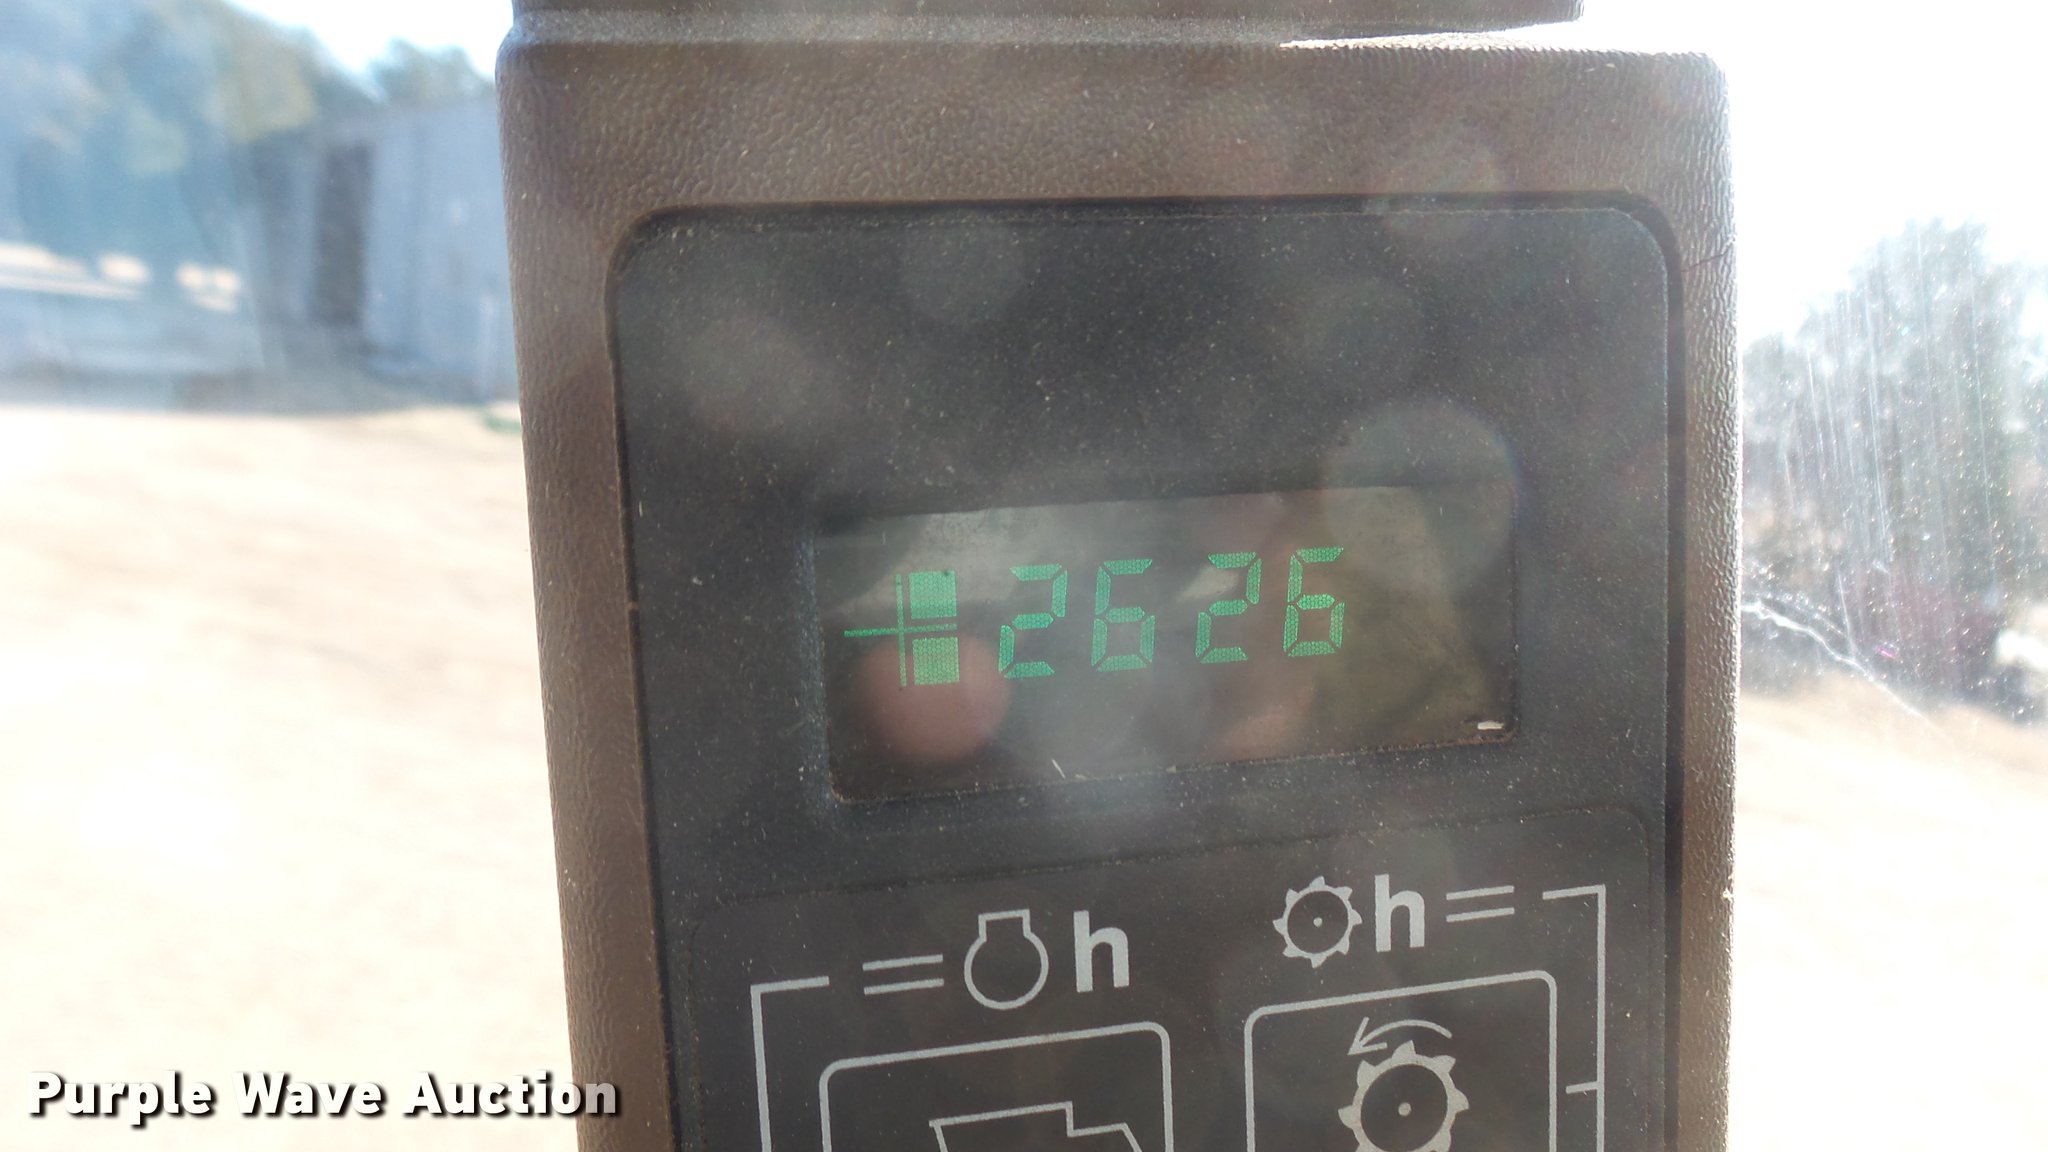 2626
= h
h =
Purple Wave Auction